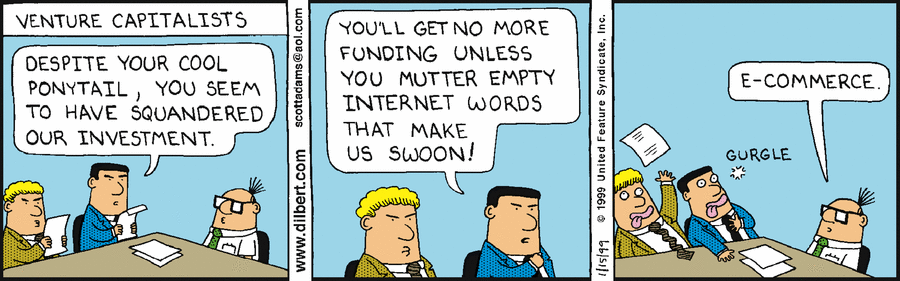 VENTURE CAPITALISTS
DESPITE YOUR COOL
PONYTAIL, YOU SEEM
TO HAVE SQUANDERED
OUR INVESTMENT.
www.dilbert.com
scottadams@aol.com
YOU'LL GET NO MORE
FUNDING UNLESS
YOU MUTTER EMPTY
INTERNET WORDS
THAT MAKE
US SWOON!
1/15/99 © 1999 United Feature Syndicate, Inc.
E-COMMERCE.
GURGLE